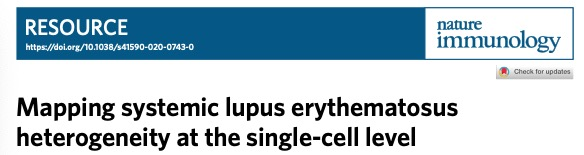 RESOURCE
https://doi.org/10.1038/s41590-020-0743-0
nature
immunology
Check for updates
Mapping systemic lupus erythematosus
heterogeneity at the single-cell level